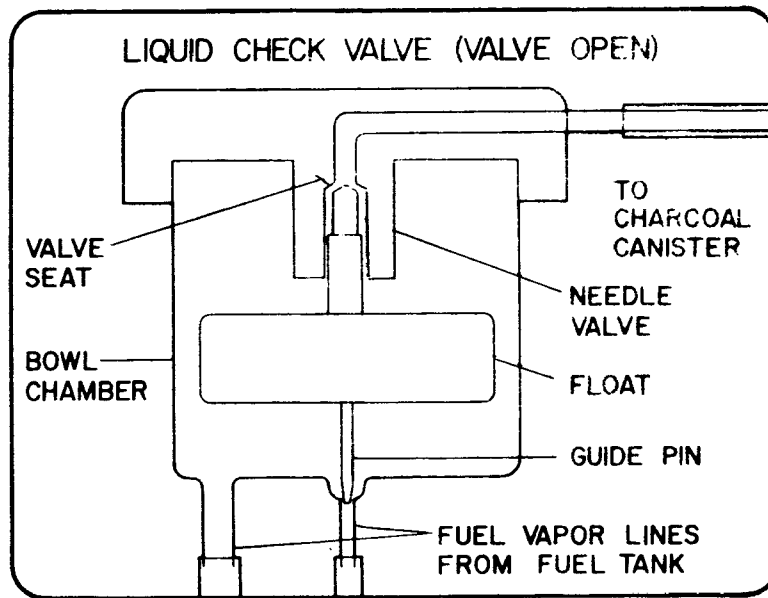 LIQUID CHECK VALVE (VALVE OPEN)
TO
CHARCOAL
CANISTER
VALVE
SEAT
NEEDLE
VALVE
BOWL
CHAMBER
FLOAT
GUIDE PIN
FUEL VAPOR LINES
FROM FUEL TANK